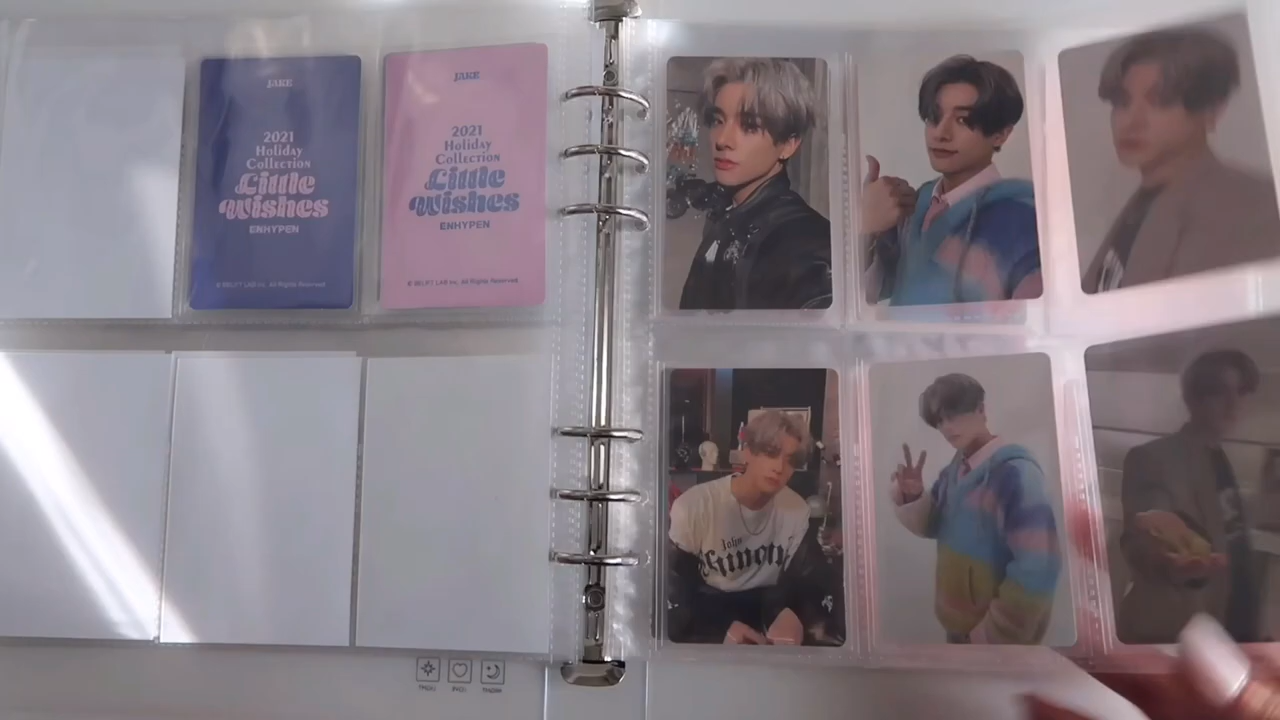 JAKE
2021
Holiday
Collection
Little
Wishes
ENHYPEN
© BELIFT LAB Inc. All Rights Reserved.
JAKE
2021
Holiday
Collection
Little
Wishes
ENHYPEN
© BELIFT LAB Inc. All Rights Reserved.
John